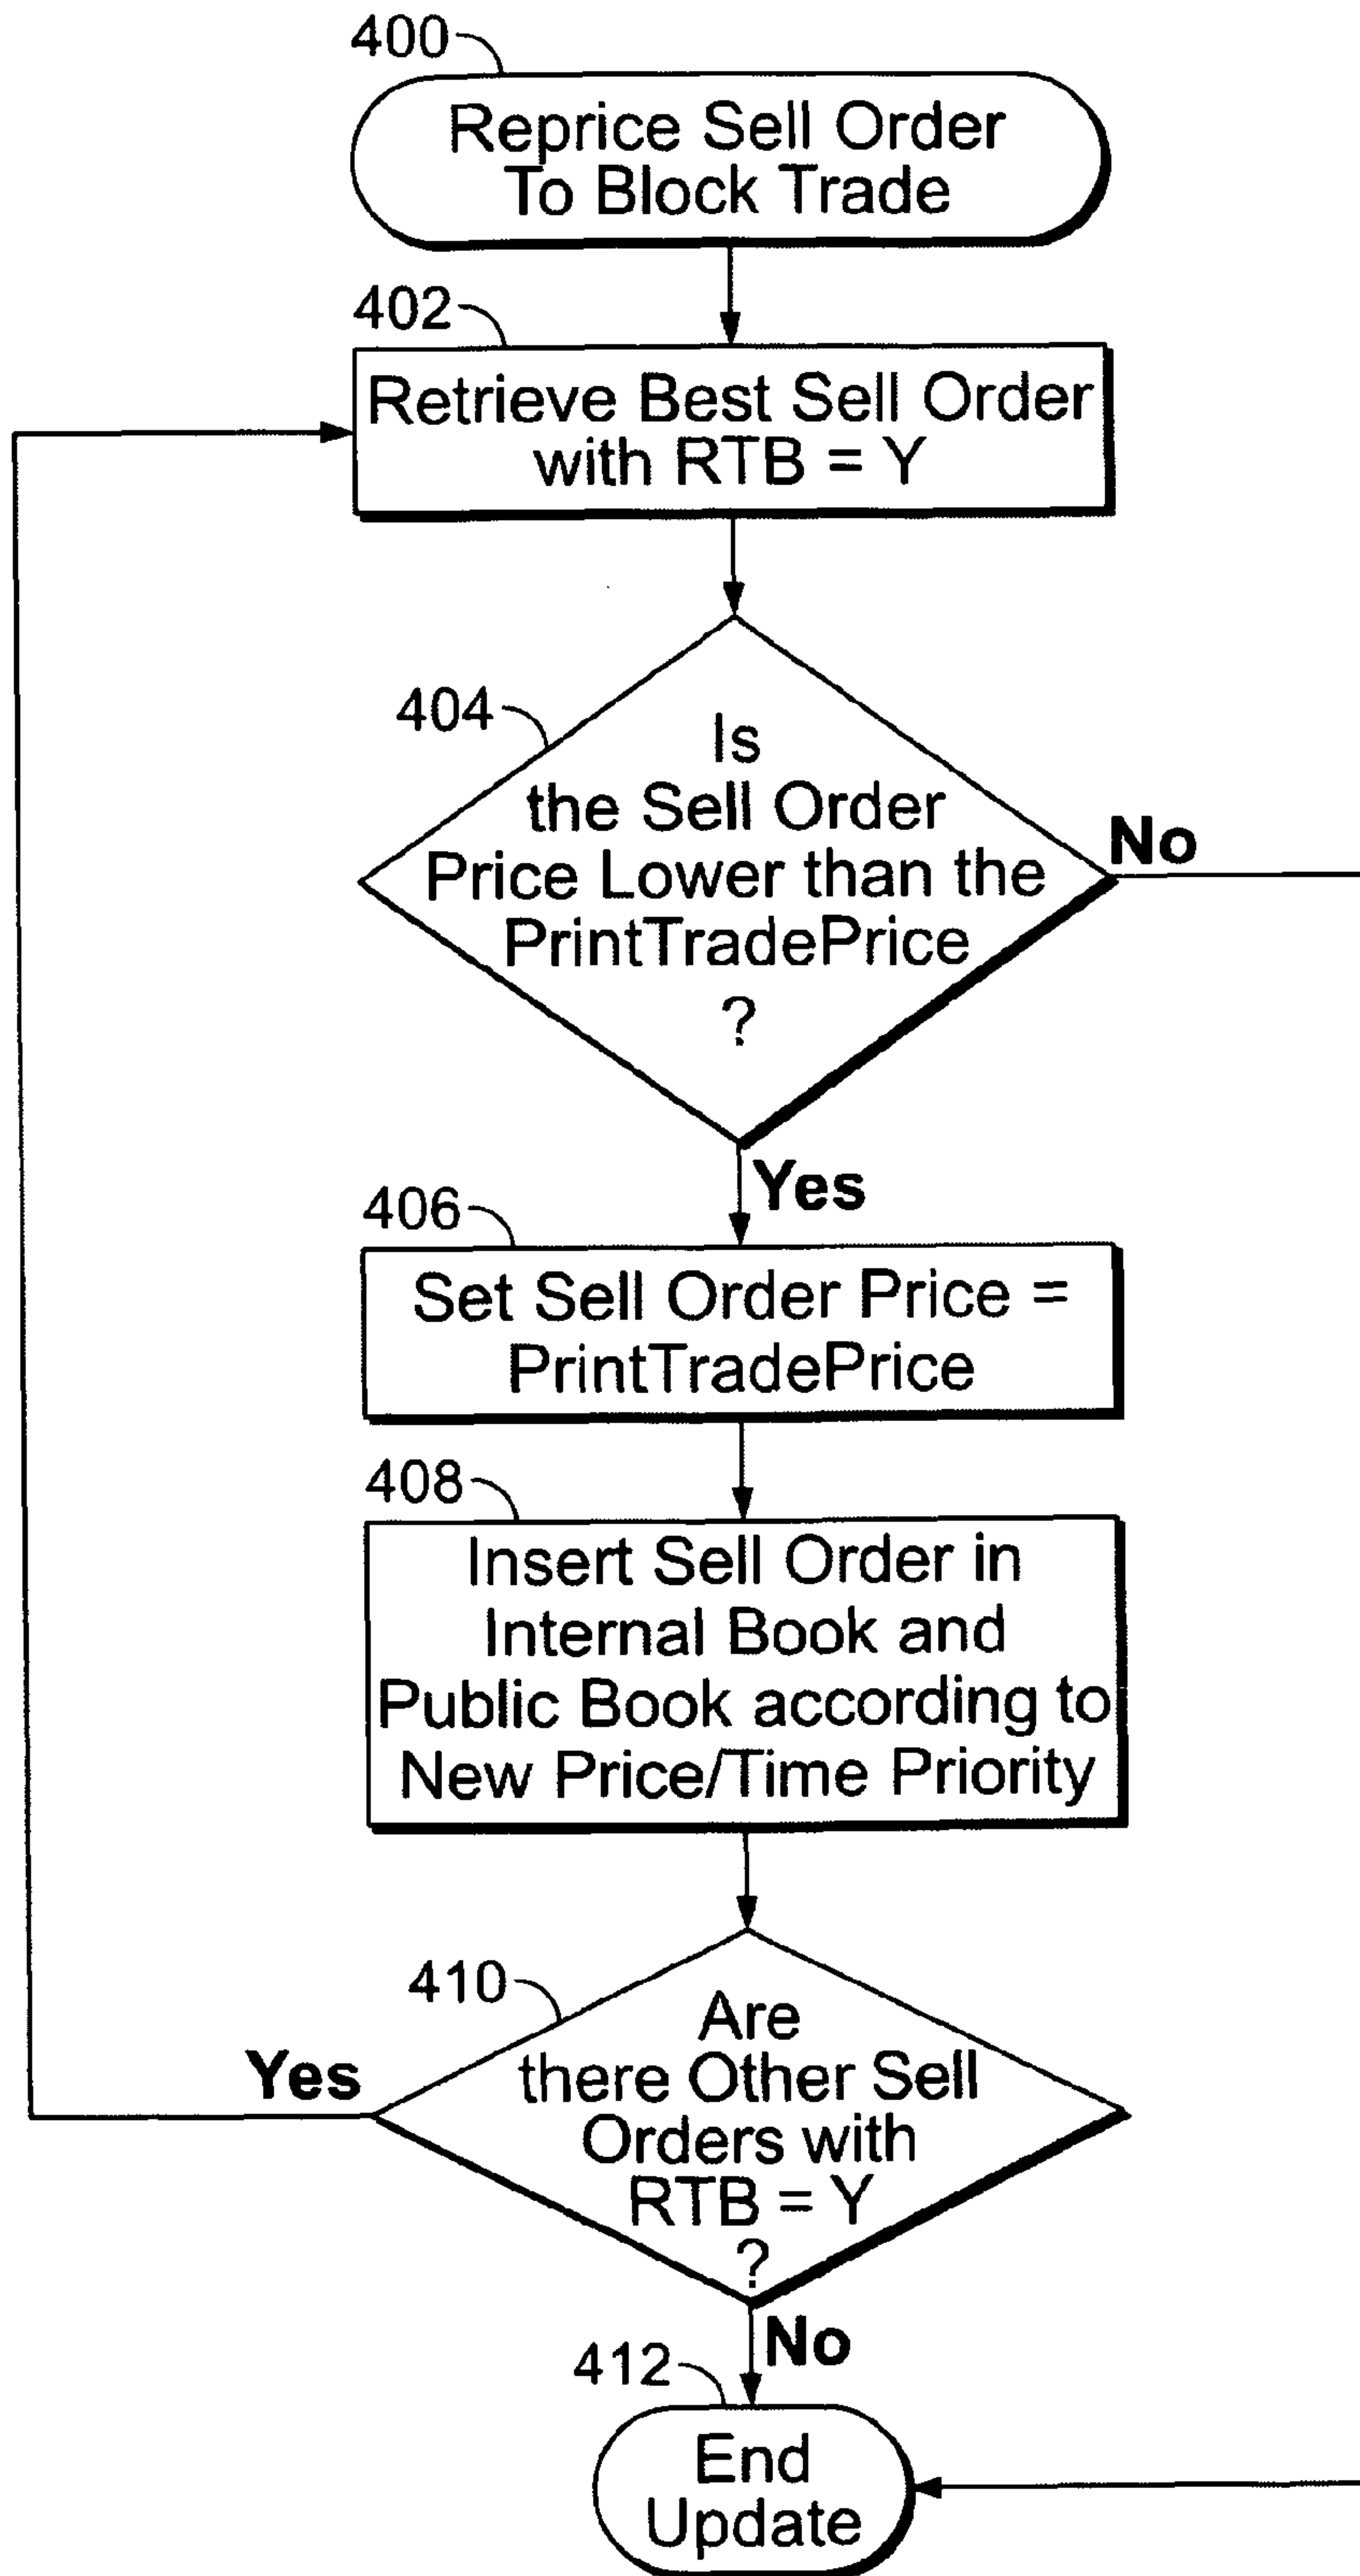 400
Reprice Sell Order
To Block Trade
402
Retrieve Best Sell Order
with RTB = Y
404
Is
the Sell Order
Price Lower than the
PrintTradePrice
?
No
Yes
406
Set Sell Order Price =
PrintTradePrice
408
Insert Sell Order in
Internal Book and
Public Book according to
New Price/Time Priority
410
Are
there Other Sell
Orders with
RTB = Y
?
Yes
No
412
End
Update